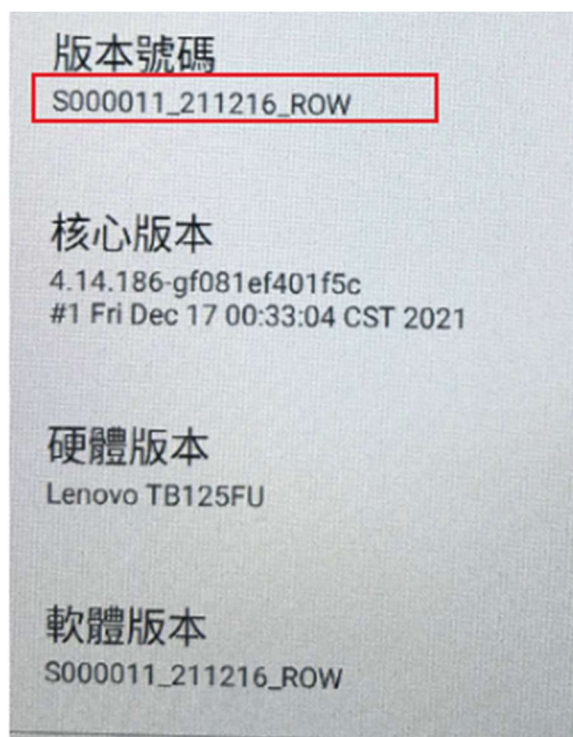 版本號碼
S000011_211216_ROW
核心版本
4.14.186-gf081ef401f5c
#1 Fri Dec 17 00:33:04 CST 2021
硬體版本
Lenovo TB125FU
軟體版本
S000011_211216_ROW